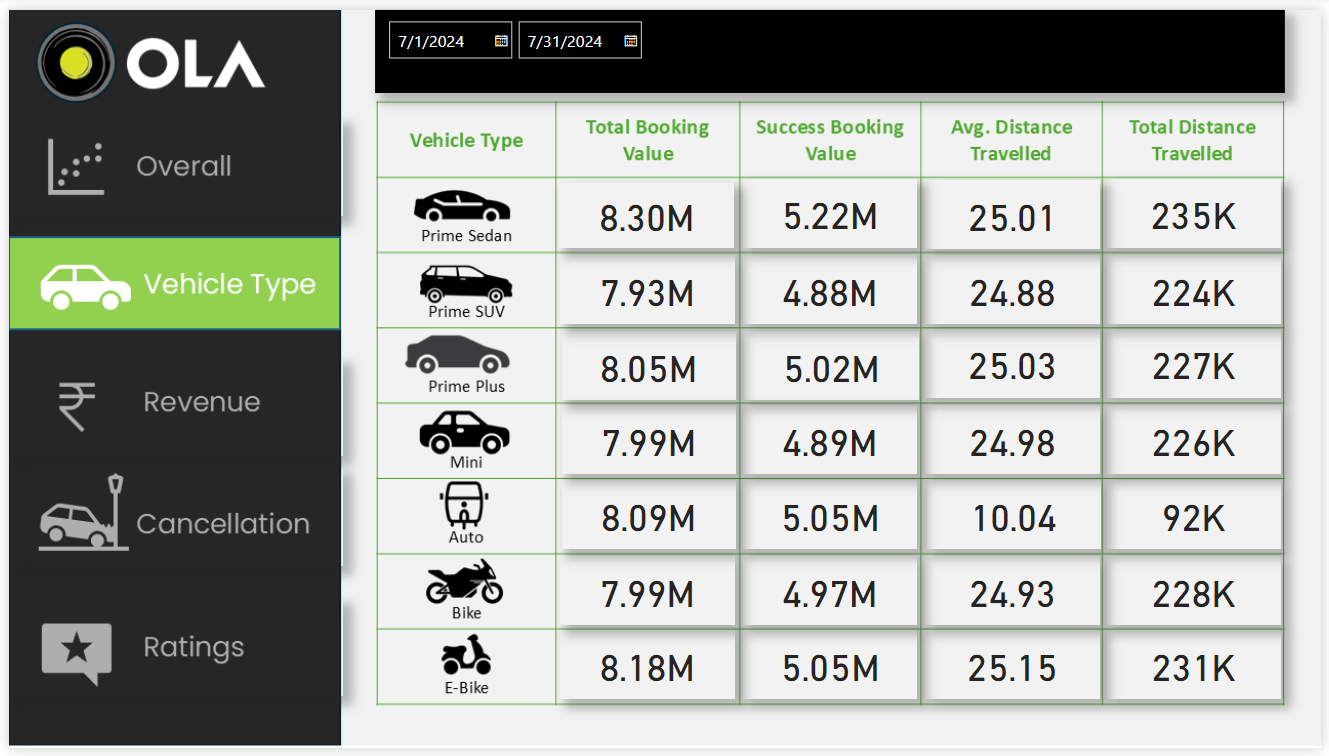 OLA
Overall
Vehicle Type
Revenue
Cancellation
Ratings
7/1/2024 7/31/2024
Vehicle Type
Total Booking
Value
Success Booking
Value
Avg. Distance
Travelled
Total Distance
Travelled
Prime Sedan 8.30M 5.22M 25.01 235K
Prime SUV 7.93M 4.88M 24.88 224K
Prime Plus 8.05M 5.02M 25.03 227K
Mini 7.99M 4.89M 24.98 226K
Auto 8.09M 5.05M 10.04 92K
Bike 7.99M 4.97M 24.93 228K
E-Bike 8.18M 5.05M 25.15 231K